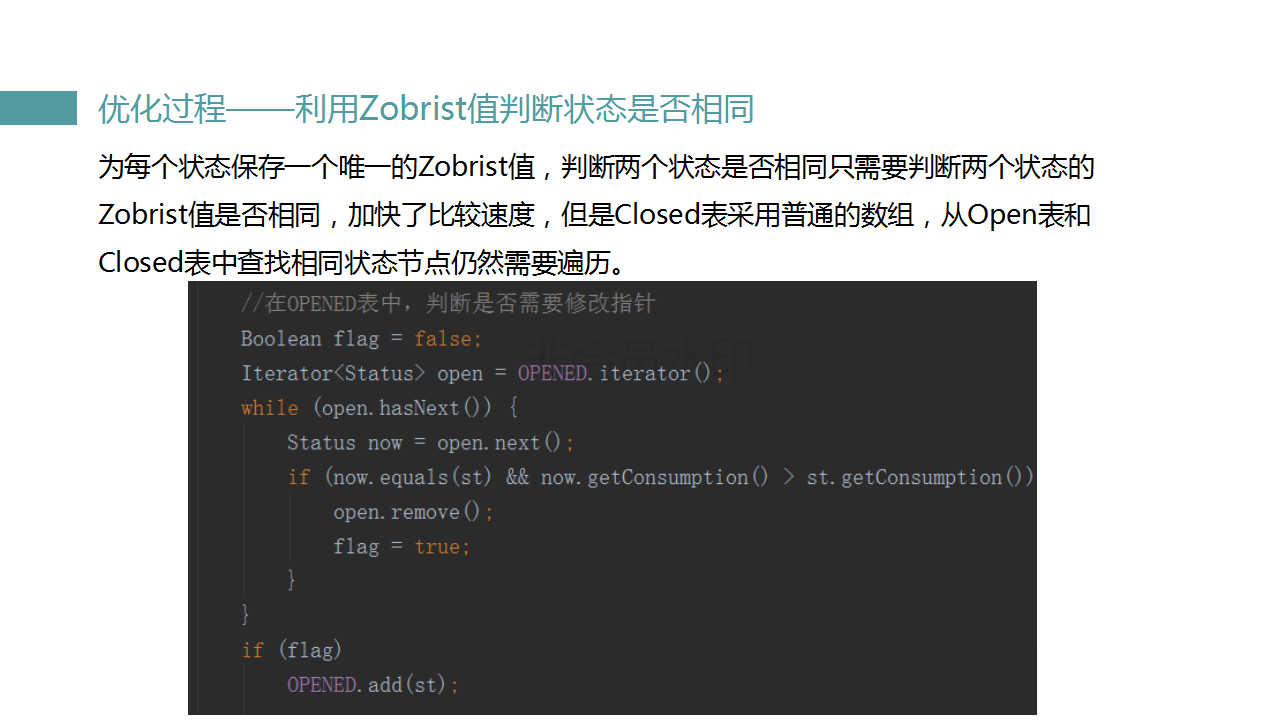 优化过程——利用Zobrist值判断状态是否相同
为每个状态保存一个唯一的Zobrist值，判断两个状态是否相同只需要判断两个状态的
Zobrist值是否相同，加快了比较速度，但是Closed表采用普通的数组，从Open表和
Closed表中查找相同状态节点仍然需要遍历。
//在OPENED表中，判断是否需要修改指针
Boolean flag = false;
非会员水印
Iterator<Status> open = OPENED.iterator();
while (open.hasNext()) {
Status now = open.next();
if (now.equals(st) && now.getConsumption() > st.getConsumption())
open.remove();
flag = true;
}
}
if (flag)
OPENED.add(st);